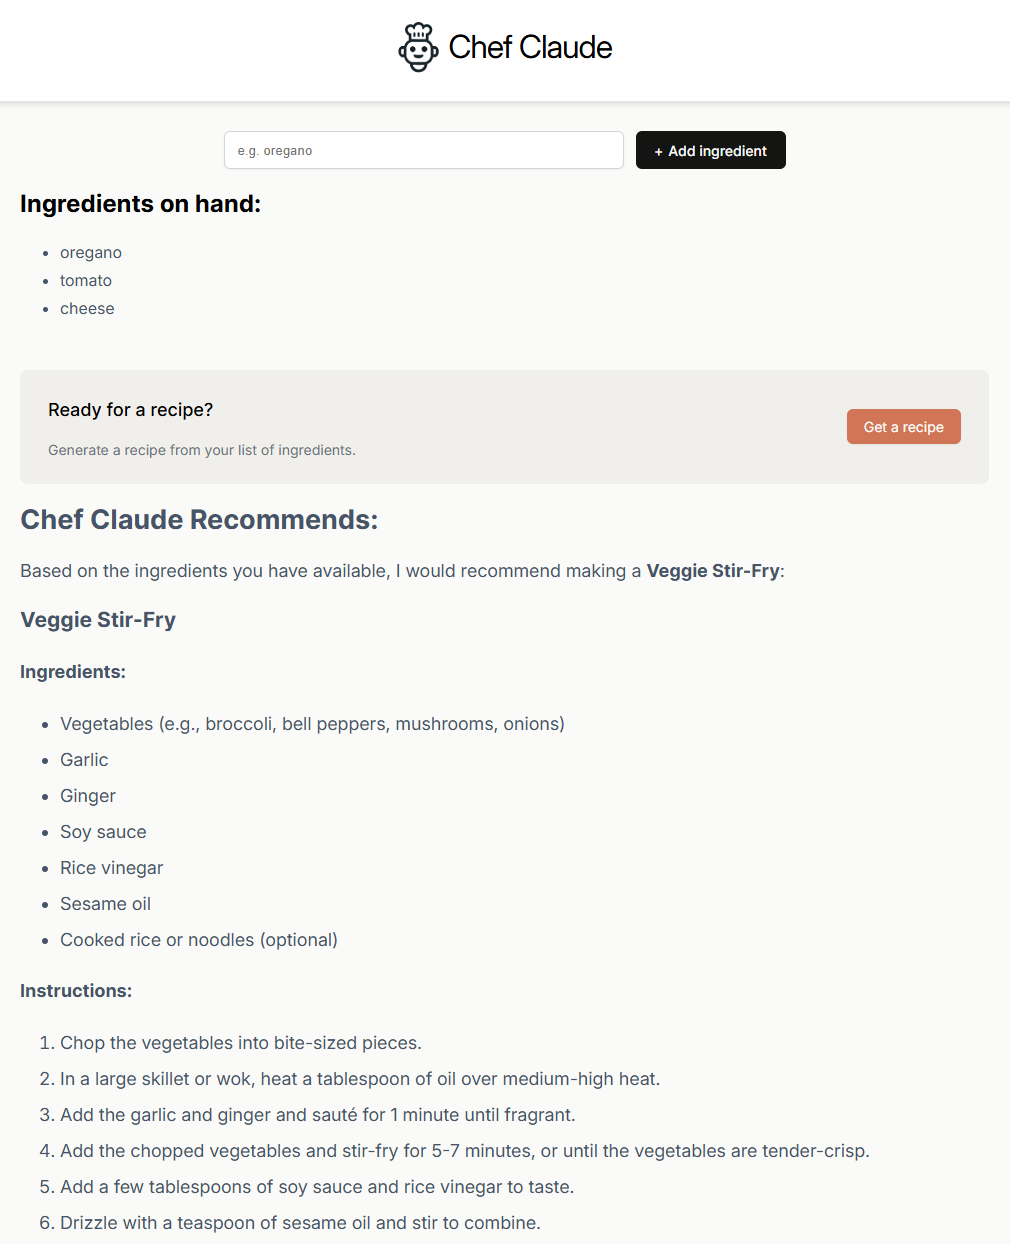 Chef Claude
e.g. oregano
+ Add ingredient
Ingredients on hand:
• oregano
• tomato
• cheese
Ready for a recipe?
Generate a recipe from your list of ingredients.
Get a recipe
Chef Claude Recommends:
Based on the ingredients you have available, I would recommend making a Veggie Stir-Fry:
Veggie Stir-Fry
Ingredients:
• Vegetables (e.g., broccoli, bell peppers, mushrooms, onions)
• Garlic
• Ginger
• Soy sauce
• Rice vinegar
• Sesame oil
• Cooked rice or noodles (optional)
Instructions:
1. Chop the vegetables into bite-sized pieces.
2. In a large skillet or wok, heat a tablespoon of oil over medium-high heat.
3. Add the garlic and ginger and sauté for 1 minute until fragrant.
4. Add the chopped vegetables and stir-fry for 5-7 minutes, or until the vegetables are tender-crisp.
5. Add a few tablespoons of soy sauce and rice vinegar to taste.
6. Drizzle with a teaspoon of sesame oil and stir to combine.